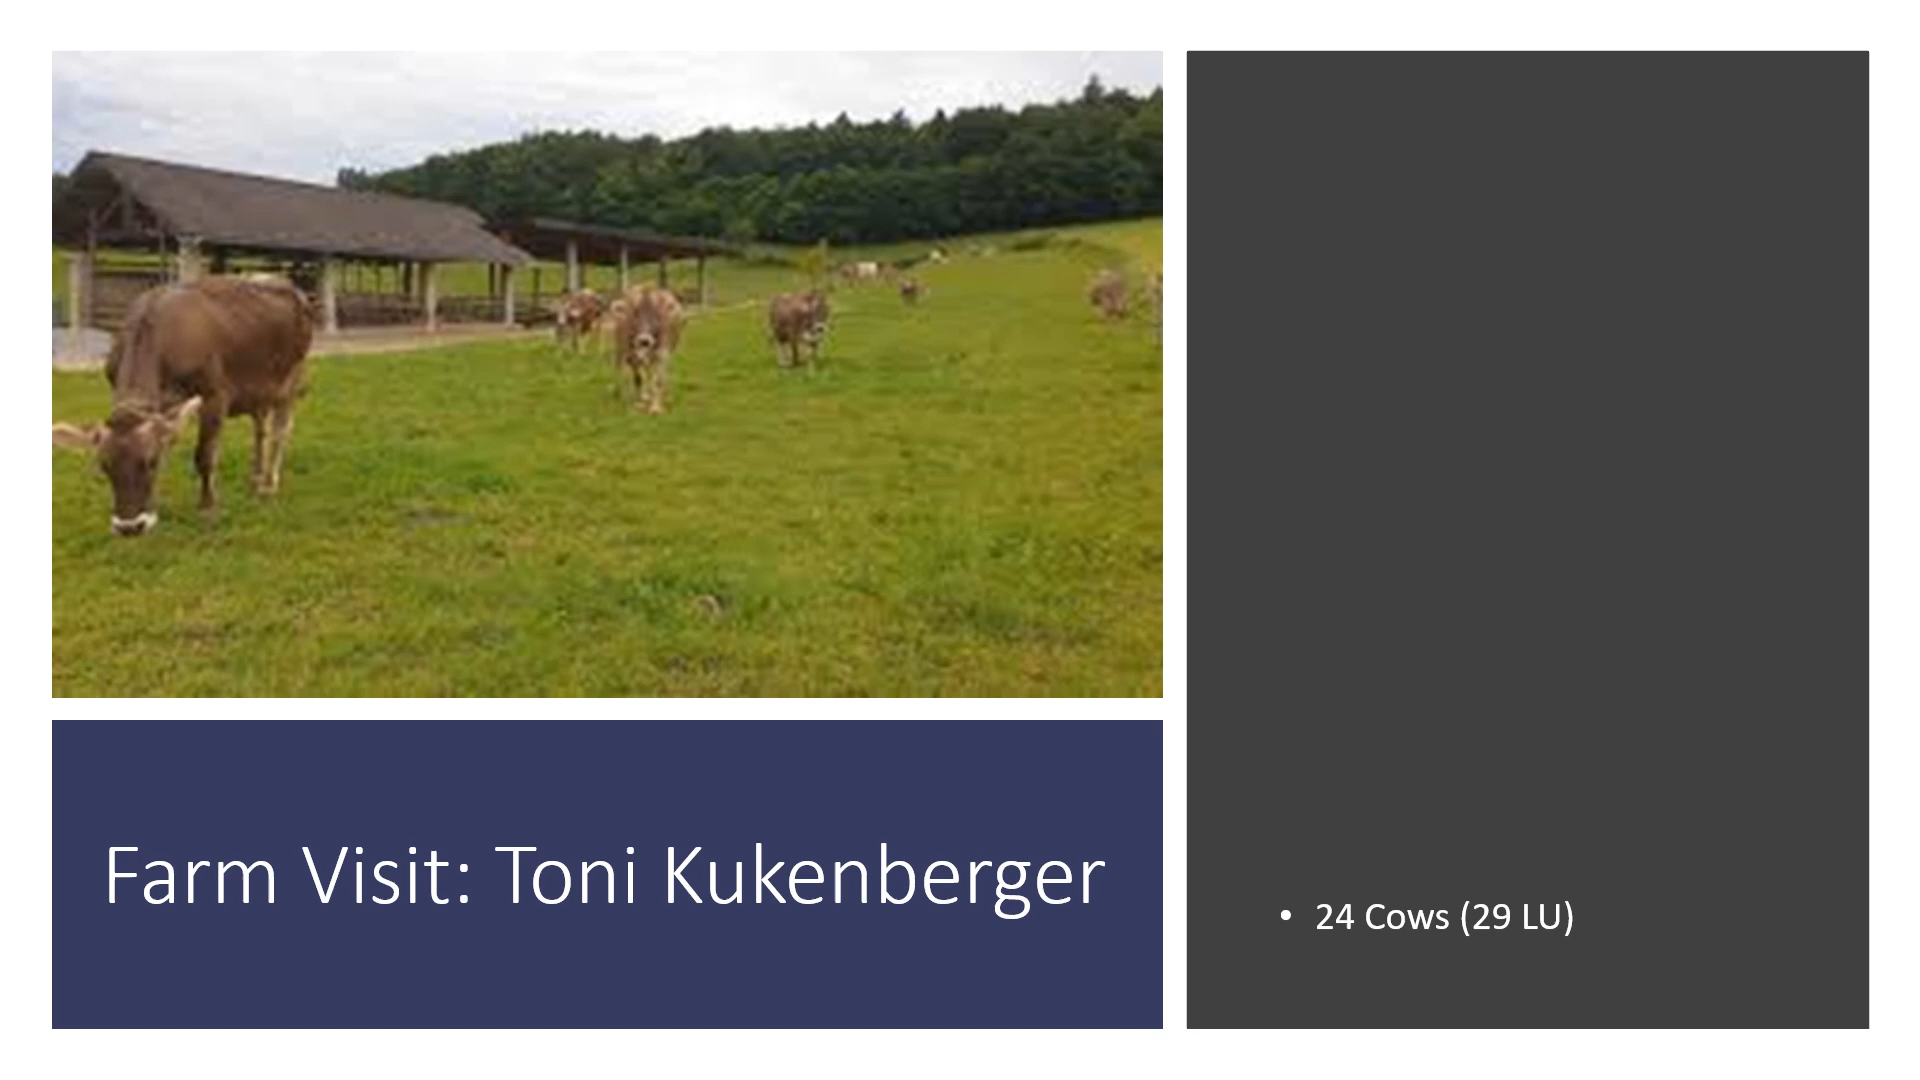 Farm Visit: Toni Kukenberger
• 24 Cows (29 LU)